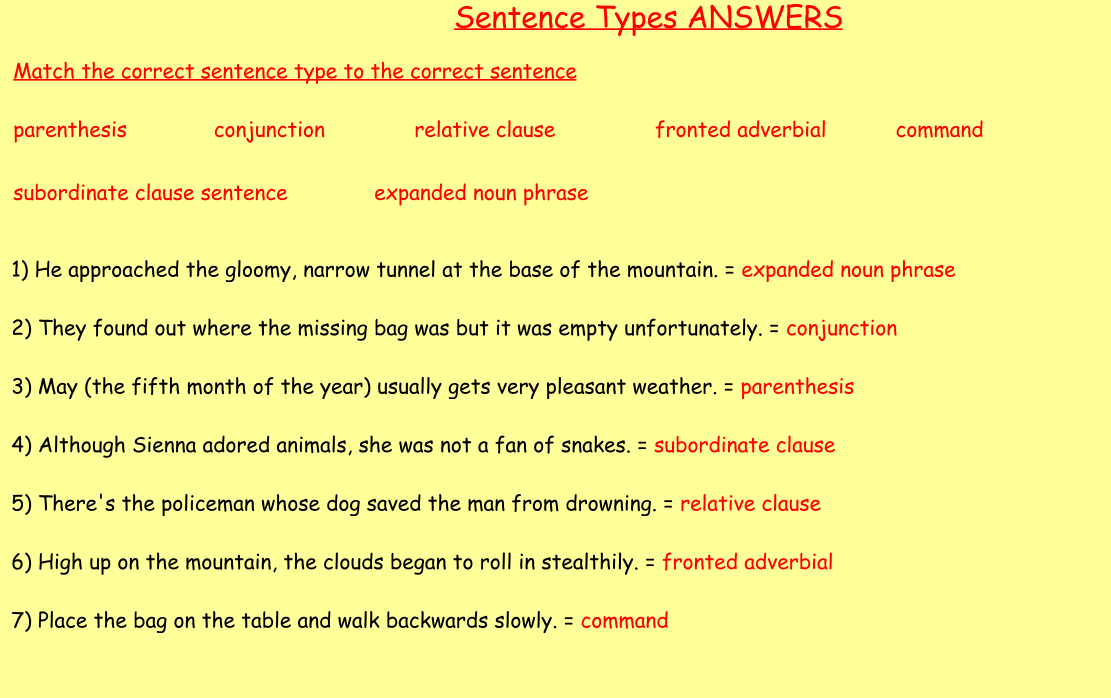 Sentence Types ANSWERS
Match the correct sentence type to the correct sentence
parenthesis conjunction relative clause fronted adverbial command
subordinate clause sentence expanded noun phrase
1) He approached the gloomy, narrow tunnel at the base of the mountain. = expanded noun phrase
2) They found out where the missing bag was but it was empty unfortunately. = conjunction
3) May (the fifth month of the year) usually gets very pleasant weather. = parenthesis
4) Although Sienna adored animals, she was not a fan of snakes. = subordinate clause
5) There's the policeman whose dog saved the man from drowning. = relative clause
6) High up on the mountain, the clouds began to roll in stealthily. = fronted adverbial
7) Place the bag on the table and walk backwards slowly. = command